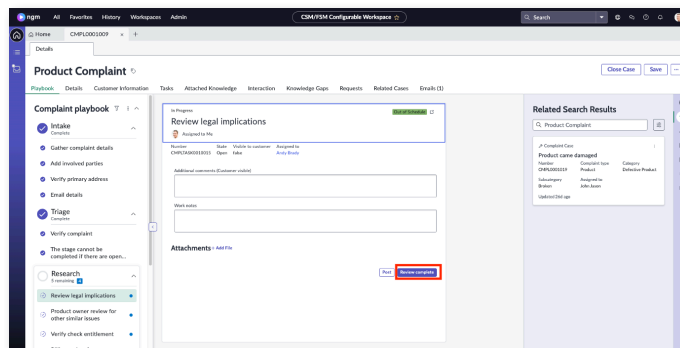 ngm All Favorites History Workspaces Admin CSM/FSM Configurable Workspace Search
Home CMPL0001009 × +
Details
Product Complaint Close Case Save
Playbook Details Customer Information Tasks Attached Knowledge Interaction Knowledge Gaps Requests Related Cases Emails (1)
Complaint playbook
Intake
Complete
Gather complaint details
Add involved parties
Verify primary address
Email details
Triage
Complete
Verify complaint
The stage cannot be
completed if there are open...
Research
5 remaining
Review legal implications
Product owner review for
other similar issues
Verify check entitlement
In Progress
Out of Schedule
Review legal implications
Assigned to Me
Number State Visible to customer Assigned to
CMPLTASK0010011 Open false Andy Brady
Additional comments (Customer visible)
Work notes
Attachments + Add File
Post Review complete
Related Search Results
Product Complaint
Complaint Case
Product came damaged
Number Complaint type Category
CMPL0001019 Product Defective Product
Subcategory Assigned to
Broken John Jason
Updated 26d ago